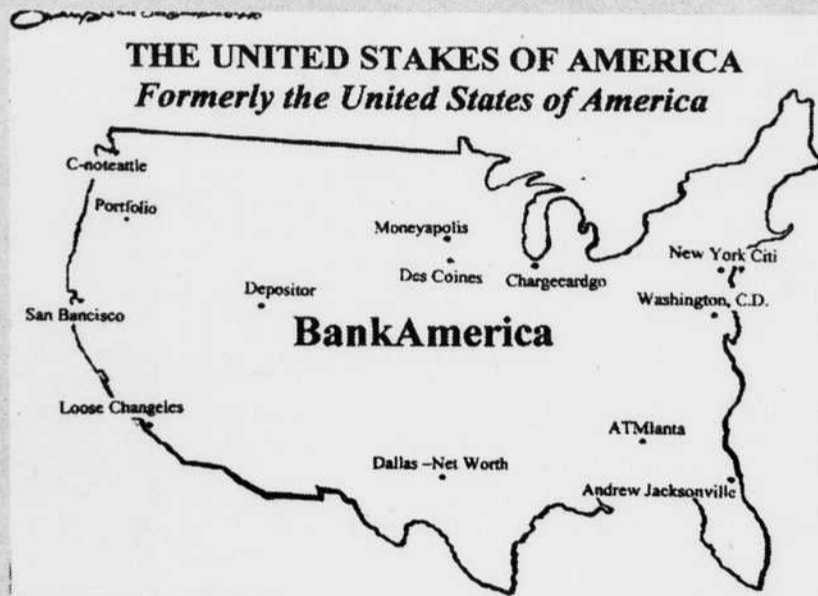 THE UNITED STAKES OF AMERICA
Formerly the United States of America
C-noteattle
Portfolio
Moneyapolis
New York Citi
Des Coines
Chargecardgo
Depositor
Washington, C.D.
San Bancisco
BankAmerica
Loose Changeles
ATMlanta
Dallas –Net Worth
Andrew Jacksonville